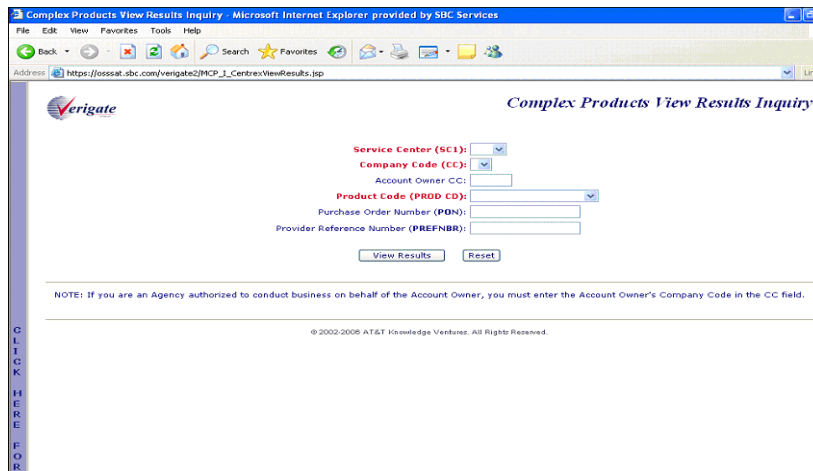 Complex Products View Results Inquiry - Microsoft Internet Explorer provided by SBC Services
File Edit View Favorites Tools Help
Back Search Favorites
Address https://osssat.sbc.com/verigate2/MCP_I_CentrexViewResults.jsp
Verigate
Complex Products View Results Inquiry
Service Center (SC1):
Company Code (CC):
Account Owner CC:
Product Code (PROD CD):
Purchase Order Number (PON):
Provider Reference Number (PREFNBR):
View Results Reset
NOTE: If you are an Agency authorized to conduct business on behalf of the Account Owner, you must enter the Account Owner's Company Code in the CC field.
© 2002-2006 AT&T Knowledge Ventures. All Rights Reserved.
CLICK HERE FOR